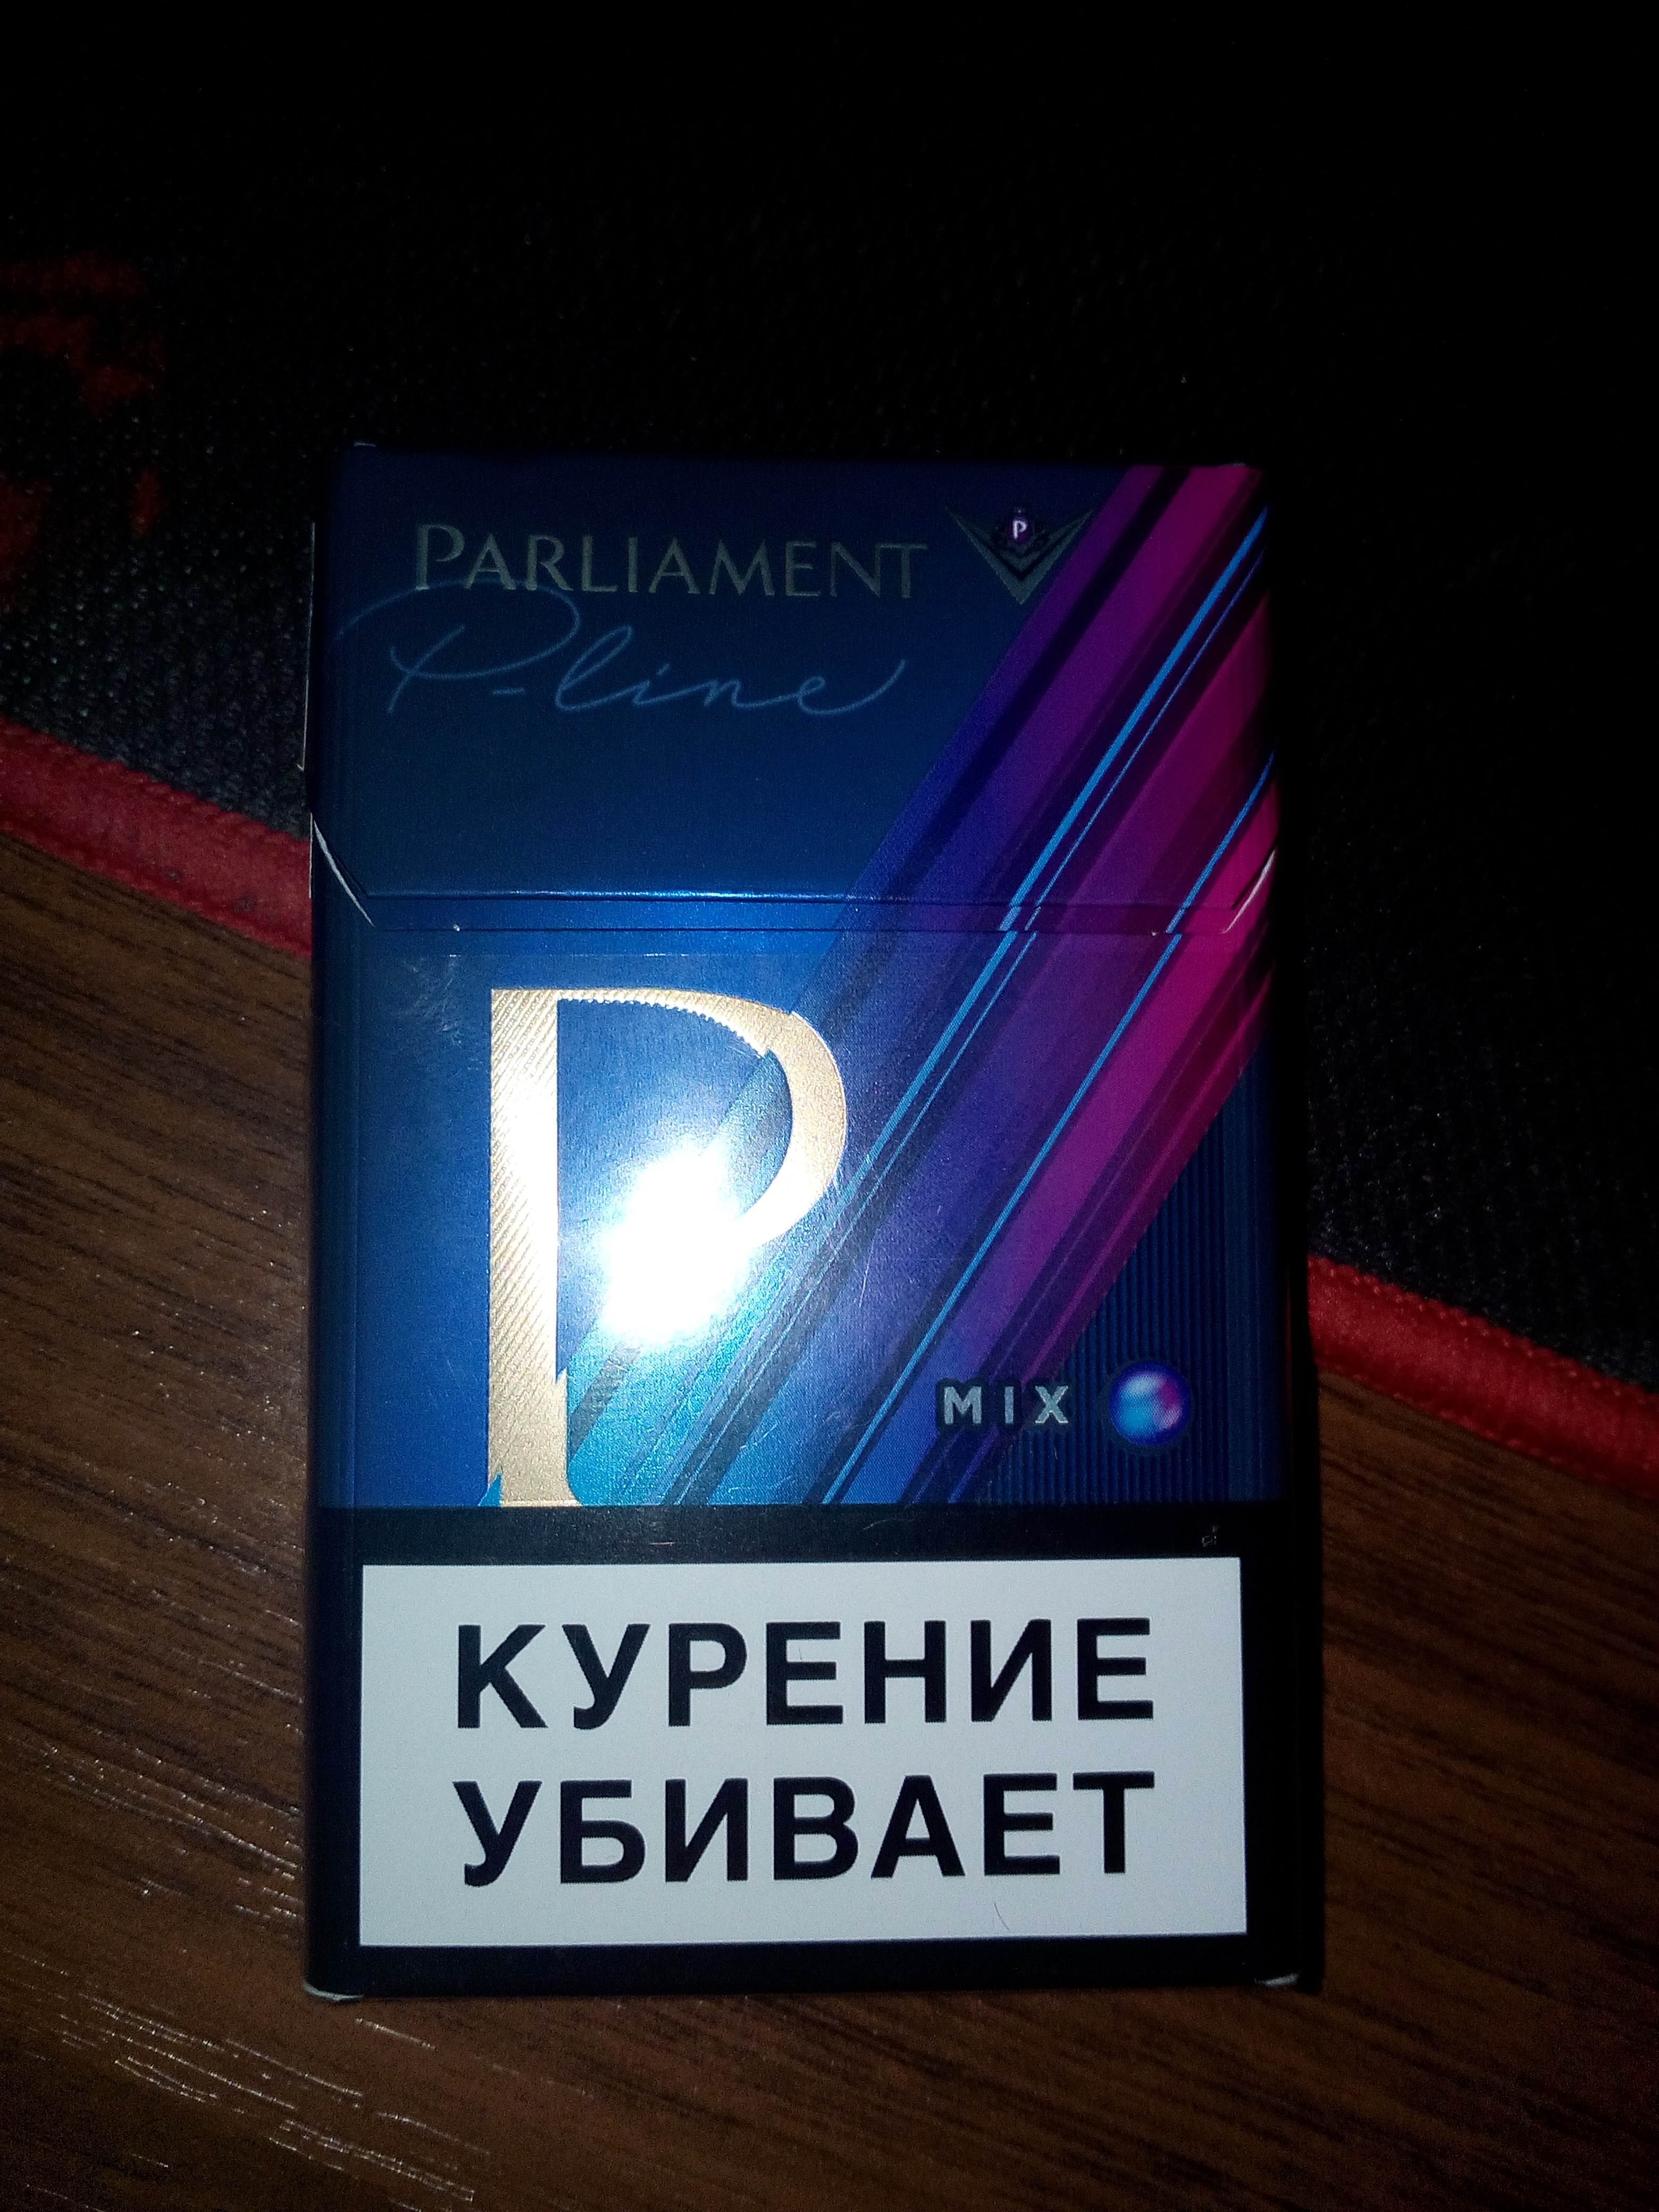 PARLIAMENT
P
P-line
P
MIX
КУРЕНИЕ
УБИВАЕТ